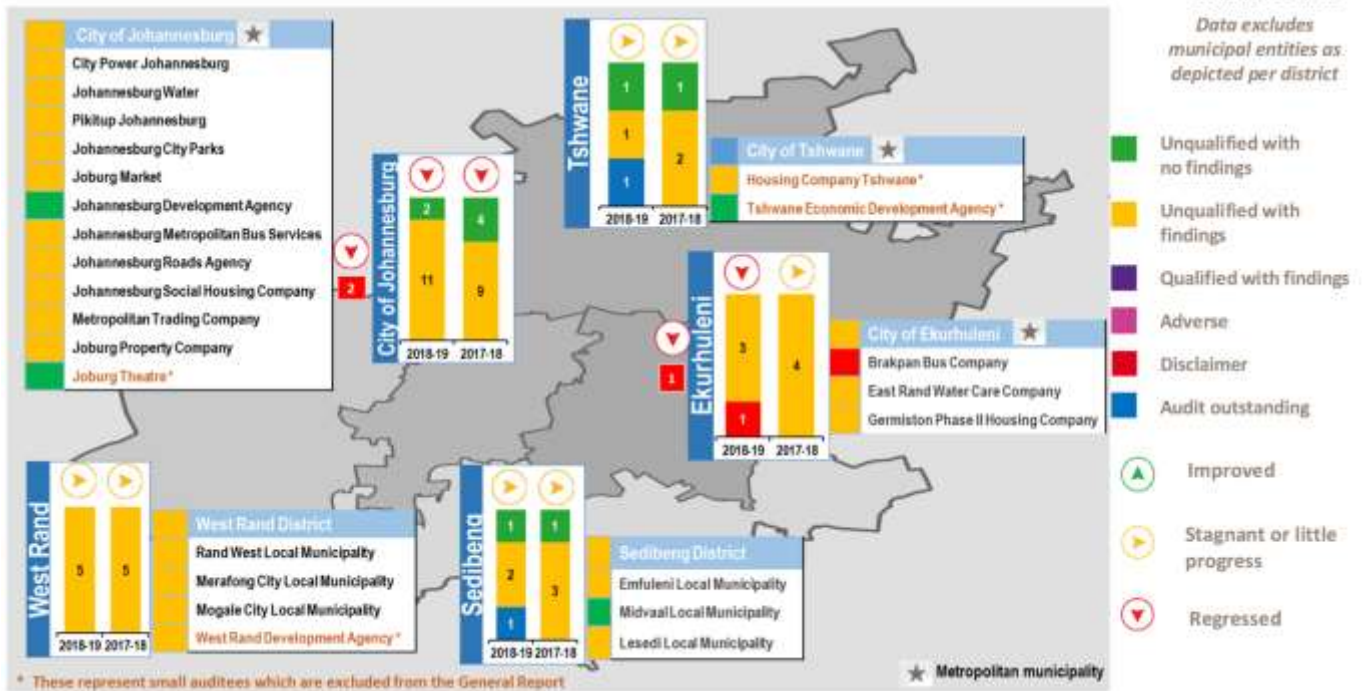 City of Johannesburg
City Power Johannesburg
Johannesburg Water
Pikitup Johannesburg
Johannesburg City Parks
Joburg Market
Johannesburg Development Agency
Johannesburg Metropolitan Bus Services
Johannesburg Roads Agency
Johannesburg Social Housing Company
Metropolitan Trading Company
Joburg Property Company
Joburg Theatre *
2
City of Johannesburg
2
4
11
9
2018-19
2017-18
Tshwane
1
1
1
2
1
2018-19
2017-18
City of Tshwane
Housing Company Tshwane *
Tshwane Economic Development Agency *
1
Ekurhuleni
3
4
1
2018-19
2017-18
City of Ekurhuleni
Brakpan Bus Company
East Rand Water Care Company
Germiston Phase II Housing Company
West Rand
5
5
2018-19
2017-18
West Rand District
Rand West Local Municipality
Merafong City Local Municipality
Mogale City Local Municipality
West Rand Development Agency *
Sedibeng
1
1
2
3
1
2018-19
2017-18
Sedibeng District
Emfuleni Local Municipality
Midvaal Local Municipality
Lesedi Local Municipality
* These represent small auditees which are excluded from the General Report
Metropolitan municipality
Data excludes
municipal entities as
depicted per district
Unqualified with
no findings
Unqualified with
findings
Qualified with findings
Adverse
Disclaimer
Audit outstanding
Improved
Stagnant or little
progress
Regressed